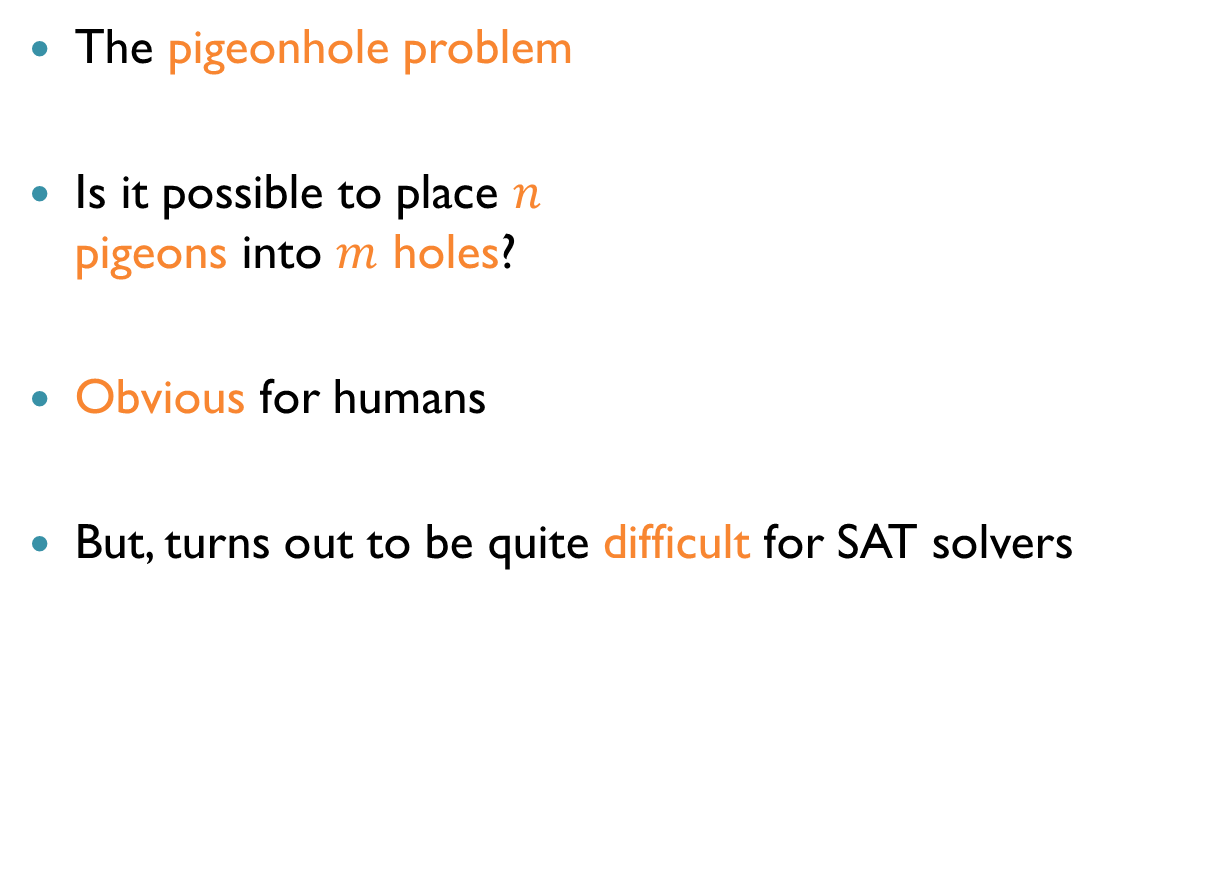 • The pigeonhole problem
• Is it possible to place n
pigeons into m holes?
• Obvious for humans
• But, turns out to be quite difficult for SAT solvers